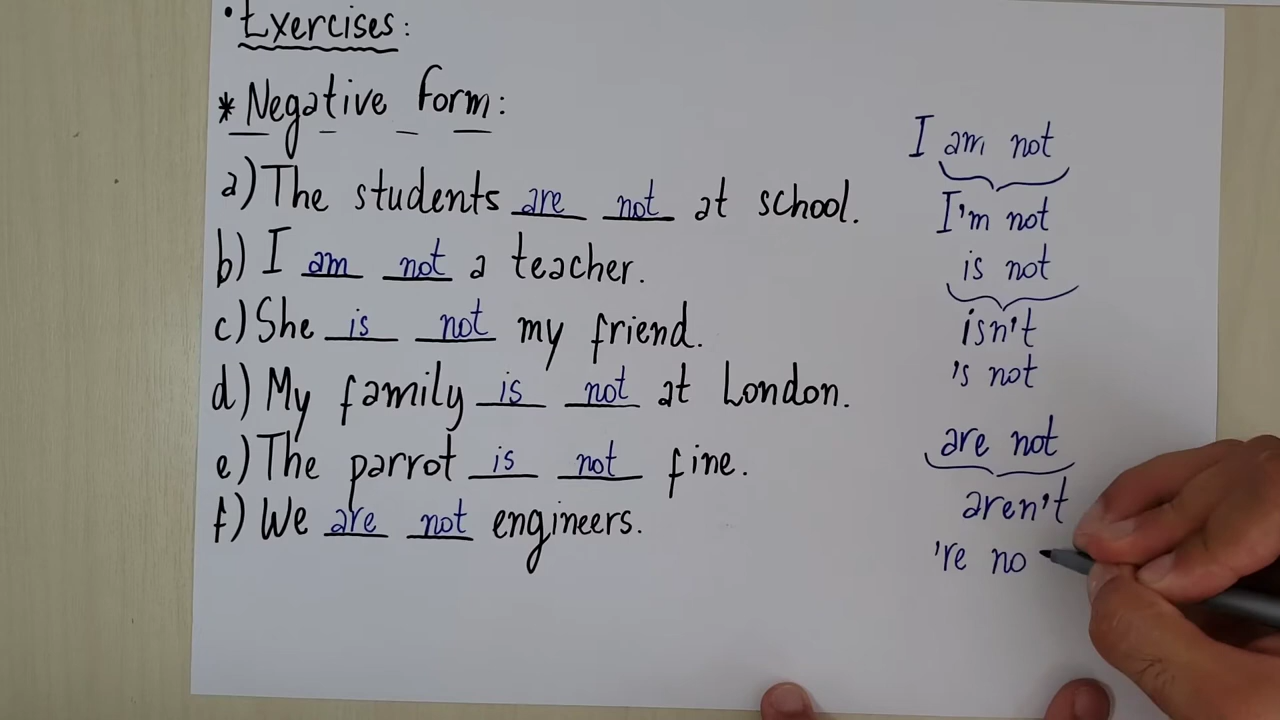 • Exercises:
* Negative form:
a) The students are not at school.
b) I am not a teacher.
c) She is not my friend.
d) My family is not at London.
e) The parrot is not fine.
f) We are not engineers.
I am not
I'm not
is not
isn't
's not
are not
aren't
're no